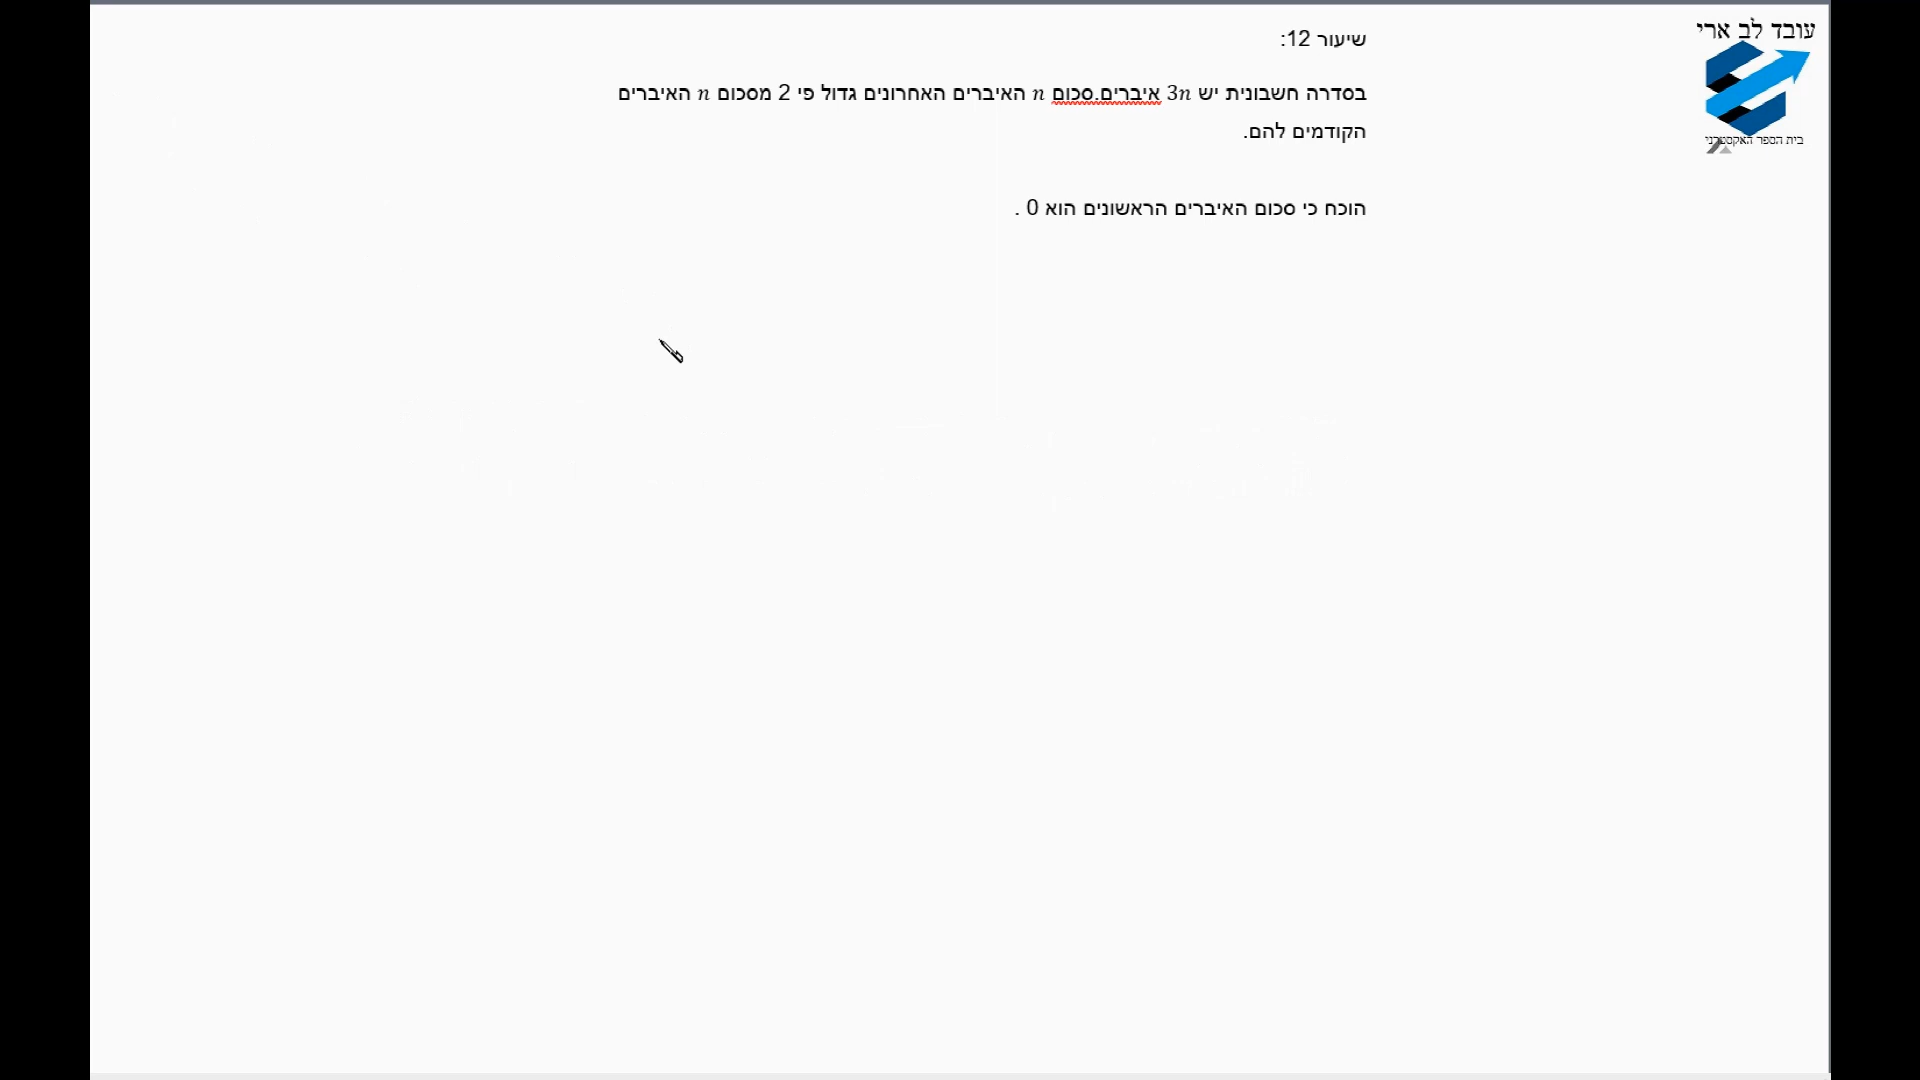 עובד לב ארי
שיעור 12:
בסדרה חשבונית יש 3n איברים.סכום n האיברים האחרונים גדול פי 2 מסכום n האיברים
הקודמים להם.
בית הספר האקסטרני
הוכח כי סכום האיברים הראשונים הוא 0 .